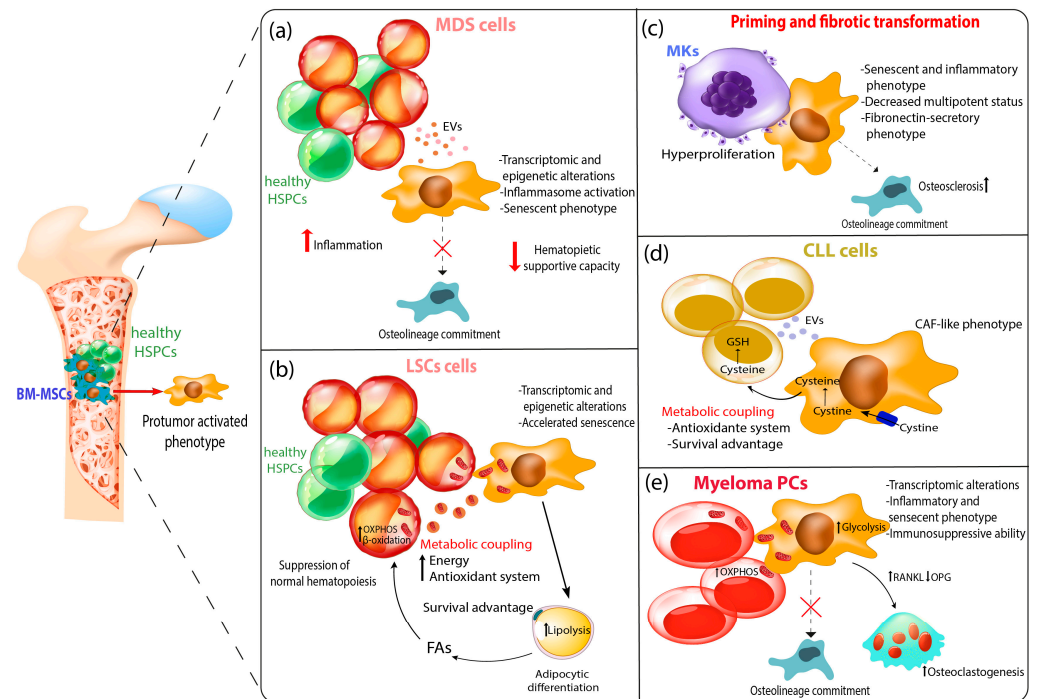 healthy
HSPCs
BM-MSCs
Protumor activated
phenotype
(a)
MDS cells
EVs
healthy
HSPCs
-Transcriptomic and
epigenetic alterations
-Inflammasome activation
-Senescent phenotype
Inflammation
Hematopietic
supportive capacity
Osteolineage commitment
(b)
LSCs cells
-Transcriptomic and
epigenetic alterations
-Accelerated senescence
healthy
HSPCs
OXPHOS
β-oxidation
Metabolic coupling
Energy
Antioxidant system
Suppression of
normal hematopoiesis
Survival advantage
Lipolysis
FAs
Adipocytic
differentiation
(c)
Priming and fibrotic transformation
MKs
-Senescent and inflammatory
phenotype
-Decreased multipotent status
-Fibronectin-secretory
phenotype
Hyperproliferation
Osteosclerosis
Osteolineage commitment
(d)
CLL cells
EVs
CAF-like phenotype
GSH
Cysteine
Cysteine
Cystine
Cystine
Metabolic coupling
-Antioxidante system
-Survival advantage
(e)
Myeloma PCs
-Transcriptomic alterations
-Inflammatory and
sensecent phenotype
-Immunosuppressive ability
↑Glycolysis
↑OXPHOS
↑RANKL↓OPG
↑Osteoclastogenesis
Osteolineage commitment